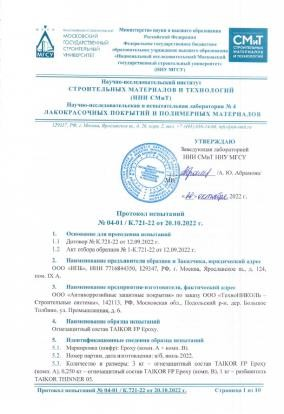 МОСКОВСКИЙ
ГОСУДАРСТВЕННЫЙ
СТРОИТЕЛЬНЫЙ
УНИВЕРСИТЕТ
МГСУ
Министерство науки и высшего образования
Российской Федерации
Федеральное государственное бюджетное
образовательное учреждение высшего образования
«Национальный исследовательский Московский
государственный строительный университет»
(НИУ МГСУ)
СМиТ
СТРОИТЕЛЬНЫХ
МАТЕРИАЛОВ
И ТЕХНОЛОГИЙ
Научно-исследовательский институт
СТРОИТЕЛЬНЫХ МАТЕРИАЛОВ И ТЕХНОЛОГИЙ
(НИИ СМиТ)
Научно-исследовательская и испытательная лаборатория № 4
ЛАКОКРАСОЧНЫХ ПОКРЫТИЙ И ПОЛИМЕРНЫХ МАТЕРИАЛОВ
129337, РФ, г. Москва, Ярославское ш., д. 26, корп. 2,
УТВЕРЖДАЮ
Заведующая лабораторией
НИИ СМиТ НИУ МГСУ
/А. Ю. Абрамова/
октября 2022 г.
Протокол испытаний
№ 04-01 / К.721-22 от 20.10.2022 г.
1. Основание для проведения испытаний
1.1 Договор № К.721-22 от 12.09.2022 г.
1.2 Акт отбора образцов № 1-К.721-22 от 12.09.2022 г.
2. Наименование предъявителя образцов и Заказчика, юридический адрес
ООО «НПБ», ИНН 7716844350, 129347, РФ, г. Москва, Ярославское ш., д. 124,
пом. IX А.
3. Наименование предприятия-изготовителя, фактический адрес
ООО «Антикоррозийные защитные покрытия» по заказу ООО «ТехноНИКОЛЬ –
Строительные системы», 142113, РФ, Московская обл., Подольский р-н, дер. Большое
Толбино, ул. Промышленная, д. 6.
4. Наименование образца испытаний
Огнезащитный состав TAIKOR FP Epoxy.
5. Идентификационные сведения образца испытаний
5.1. Маркировка (шифр): Epoxy (комп. А + комп. В).
5.2. Номер партии, дата изготовления: н/б, июль 2022.
5.3. Количество и размеры: 3 кг – огнезащитный состав TAIKOR FP Epoxy (комп.
А), 0,250 кг – огнезащитный состав TAIKOR FP Epoxy (комп. В), 1 кг – разбавитель
TAIKOR THINNER 05.
Протокол испытаний № 04-01 / К.721-22 от 20.10.2022 г. Страница 1 из 10